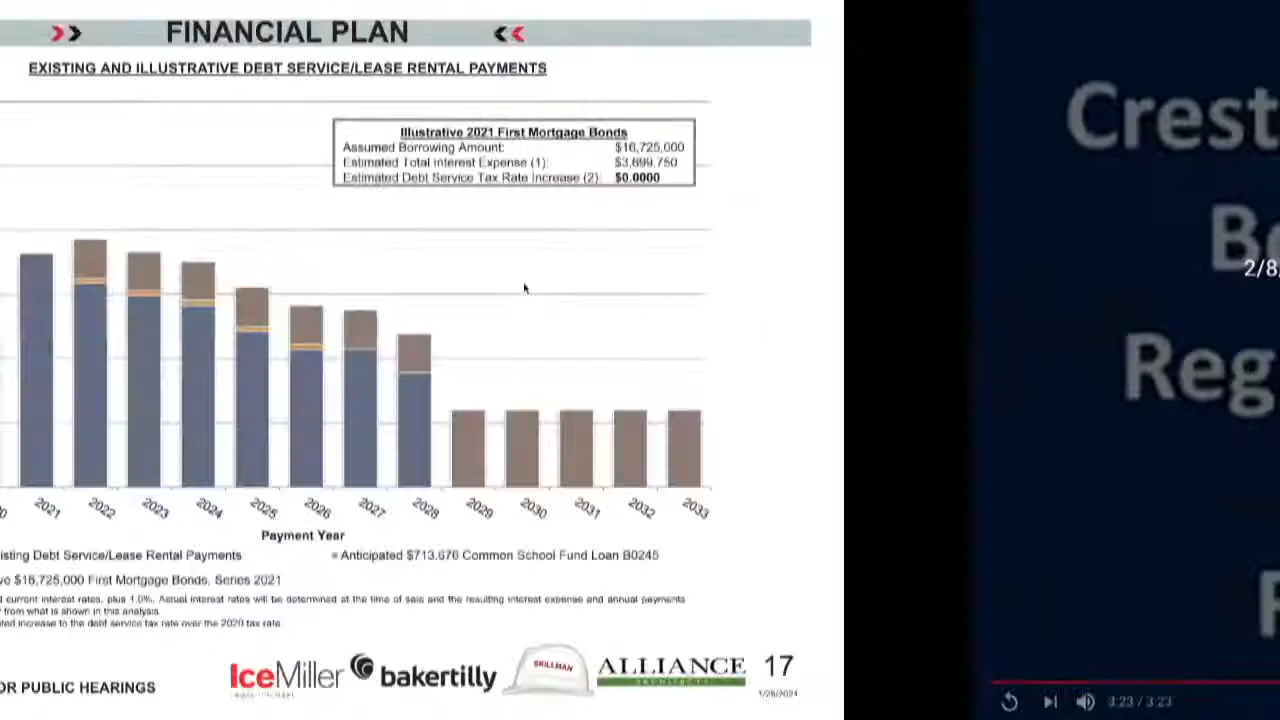 FINANCIAL PLAN
EXISTING AND ILLUSTRATIVE DEBT SERVICE/LEASE RENTAL PAYMENTS
Illustrative 2021 First Mortgage Bonds
Assumed Borrowing Amount: $16,725,000
Estimated Total Interest Expense (1): $3,699,750
Estimated Debt Service Tax Rate Increase (2) $0.0000
0 2021 2022 2023 2024 2025 2026 2027 2028 2029 2030 2031 2032 2033
Payment Year
isting Debt Service/Lease Rental Payments
Anticipated $713,676 Common School Fund Loan B0245
ve $16,725,000 First Mortgage Bonds, Series 2021
current interest rates, plus 1.0%. Actual interest rates will be determined at the time of sale and the resulting interest expense and annual payments
from what is shown in this analysis
ted increase to the debt service tax rate over the 2020 tax rate
OR PUBLIC HEARINGS
IceMiller
bakertilly
SKILLMAN
ALLIANCE
ARCHITECTS
17
1/28/2021
Crest
Bo
2/8/
Reg
3:23 / 3:23